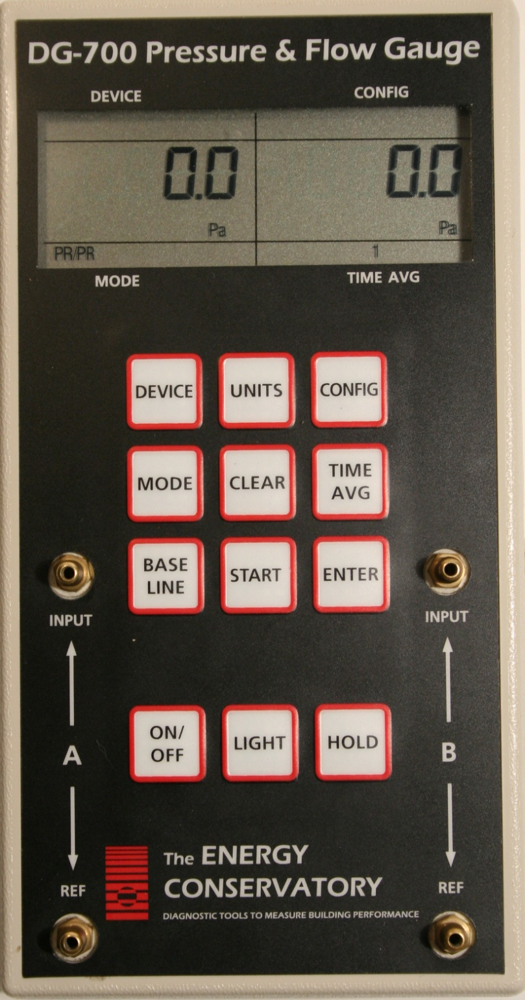 DG-700 Pressure & Flow Gauge
DEVICE CONFIG
0.0 0.0
Pa Pa
PR/PR 1
MODE TIME AVG
DEVICE UNITS CONFIG
MODE CLEAR TIME
AVG
BASE
LINE START ENTER
INPUT INPUT
ON/
OFF LIGHT HOLD
A B
The ENERGY
CONSERVATORY
REF REF
DIAGNOSTIC TOOLS TO MEASURE BUILDING PERFORMANCE